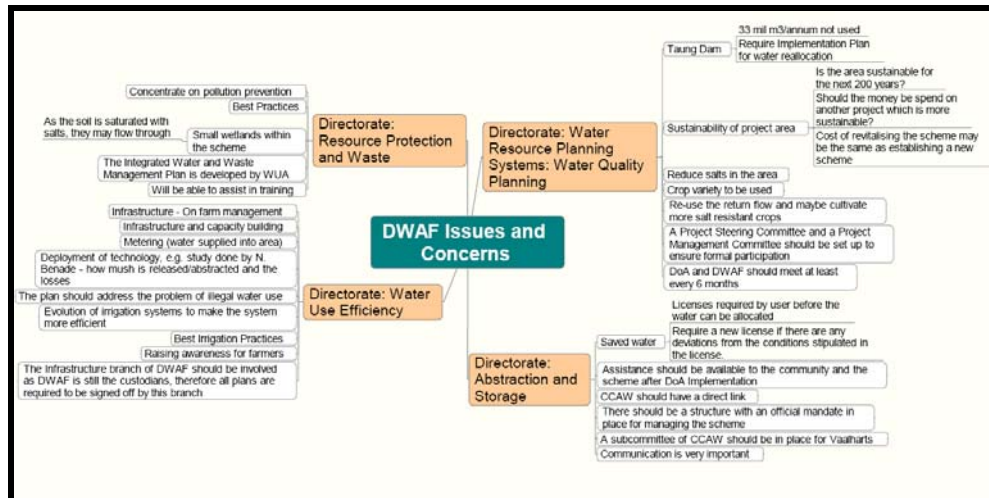 DWAF Issues and
Concerns
Directorate:
Resource Protection
and Waste
Concentrate on pollution prevention
Best Practices
Small wetlands within
the scheme
As the soil is saturated with
salts, they may flow through
The Integrated Water and Waste
Management Plan is developed by WUA
Will be able to assist in training
Directorate: Water
Use Efficiency
Infrastructure - On farm management
Infrastructure and capacity building
Metering (water supplied into area)
Deployment of technology, e.g. study done by N.
Benade - how mush is released/abstracted and the
losses
The plan should address the problem of illegal water use
Evolution of irrigation systems to make the system
more efficient
Best Irrigation Practices
Raising awareness for farmers
The Infrastructure branch of DWAF should be involved
as DWAF is still the custodians, therefore all plans are
required to be signed off by this branch
Directorate: Water
Resource Planning
Systems: Water Quality
Planning
Taung Dam
33 mil m3/annum not used
Require Implementation Plan
for water reallocation
Sustainability of project area
Is the area sustainable for
the next 200 years?
Should the money be spend on
another project which is more
sustainable?
Cost of revitalising the scheme may
be the same as establishing a new
scheme
Reduce salts in the area
Crop variety to be used
Re-use the return flow and maybe cultivate
more salt resistant crops
A Project Steering Committee and a Project
Management Committee should be set up to
ensure formal participation
DoA and DWAF should meet at least
every 6 months
Directorate:
Abstraction and
Storage
Saved water
Licenses required by user before the
water can be allocated
Require a new license if there are any
deviations from the conditions stipulated in
the license.
Assistance should be available to the community and the
scheme after DoA Implementation
CCAW should have a direct link
There should be a structure with an official mandate in
place for managing the scheme
A subcommittee of CCAW should be in place for Vaalharts
Communication is very important